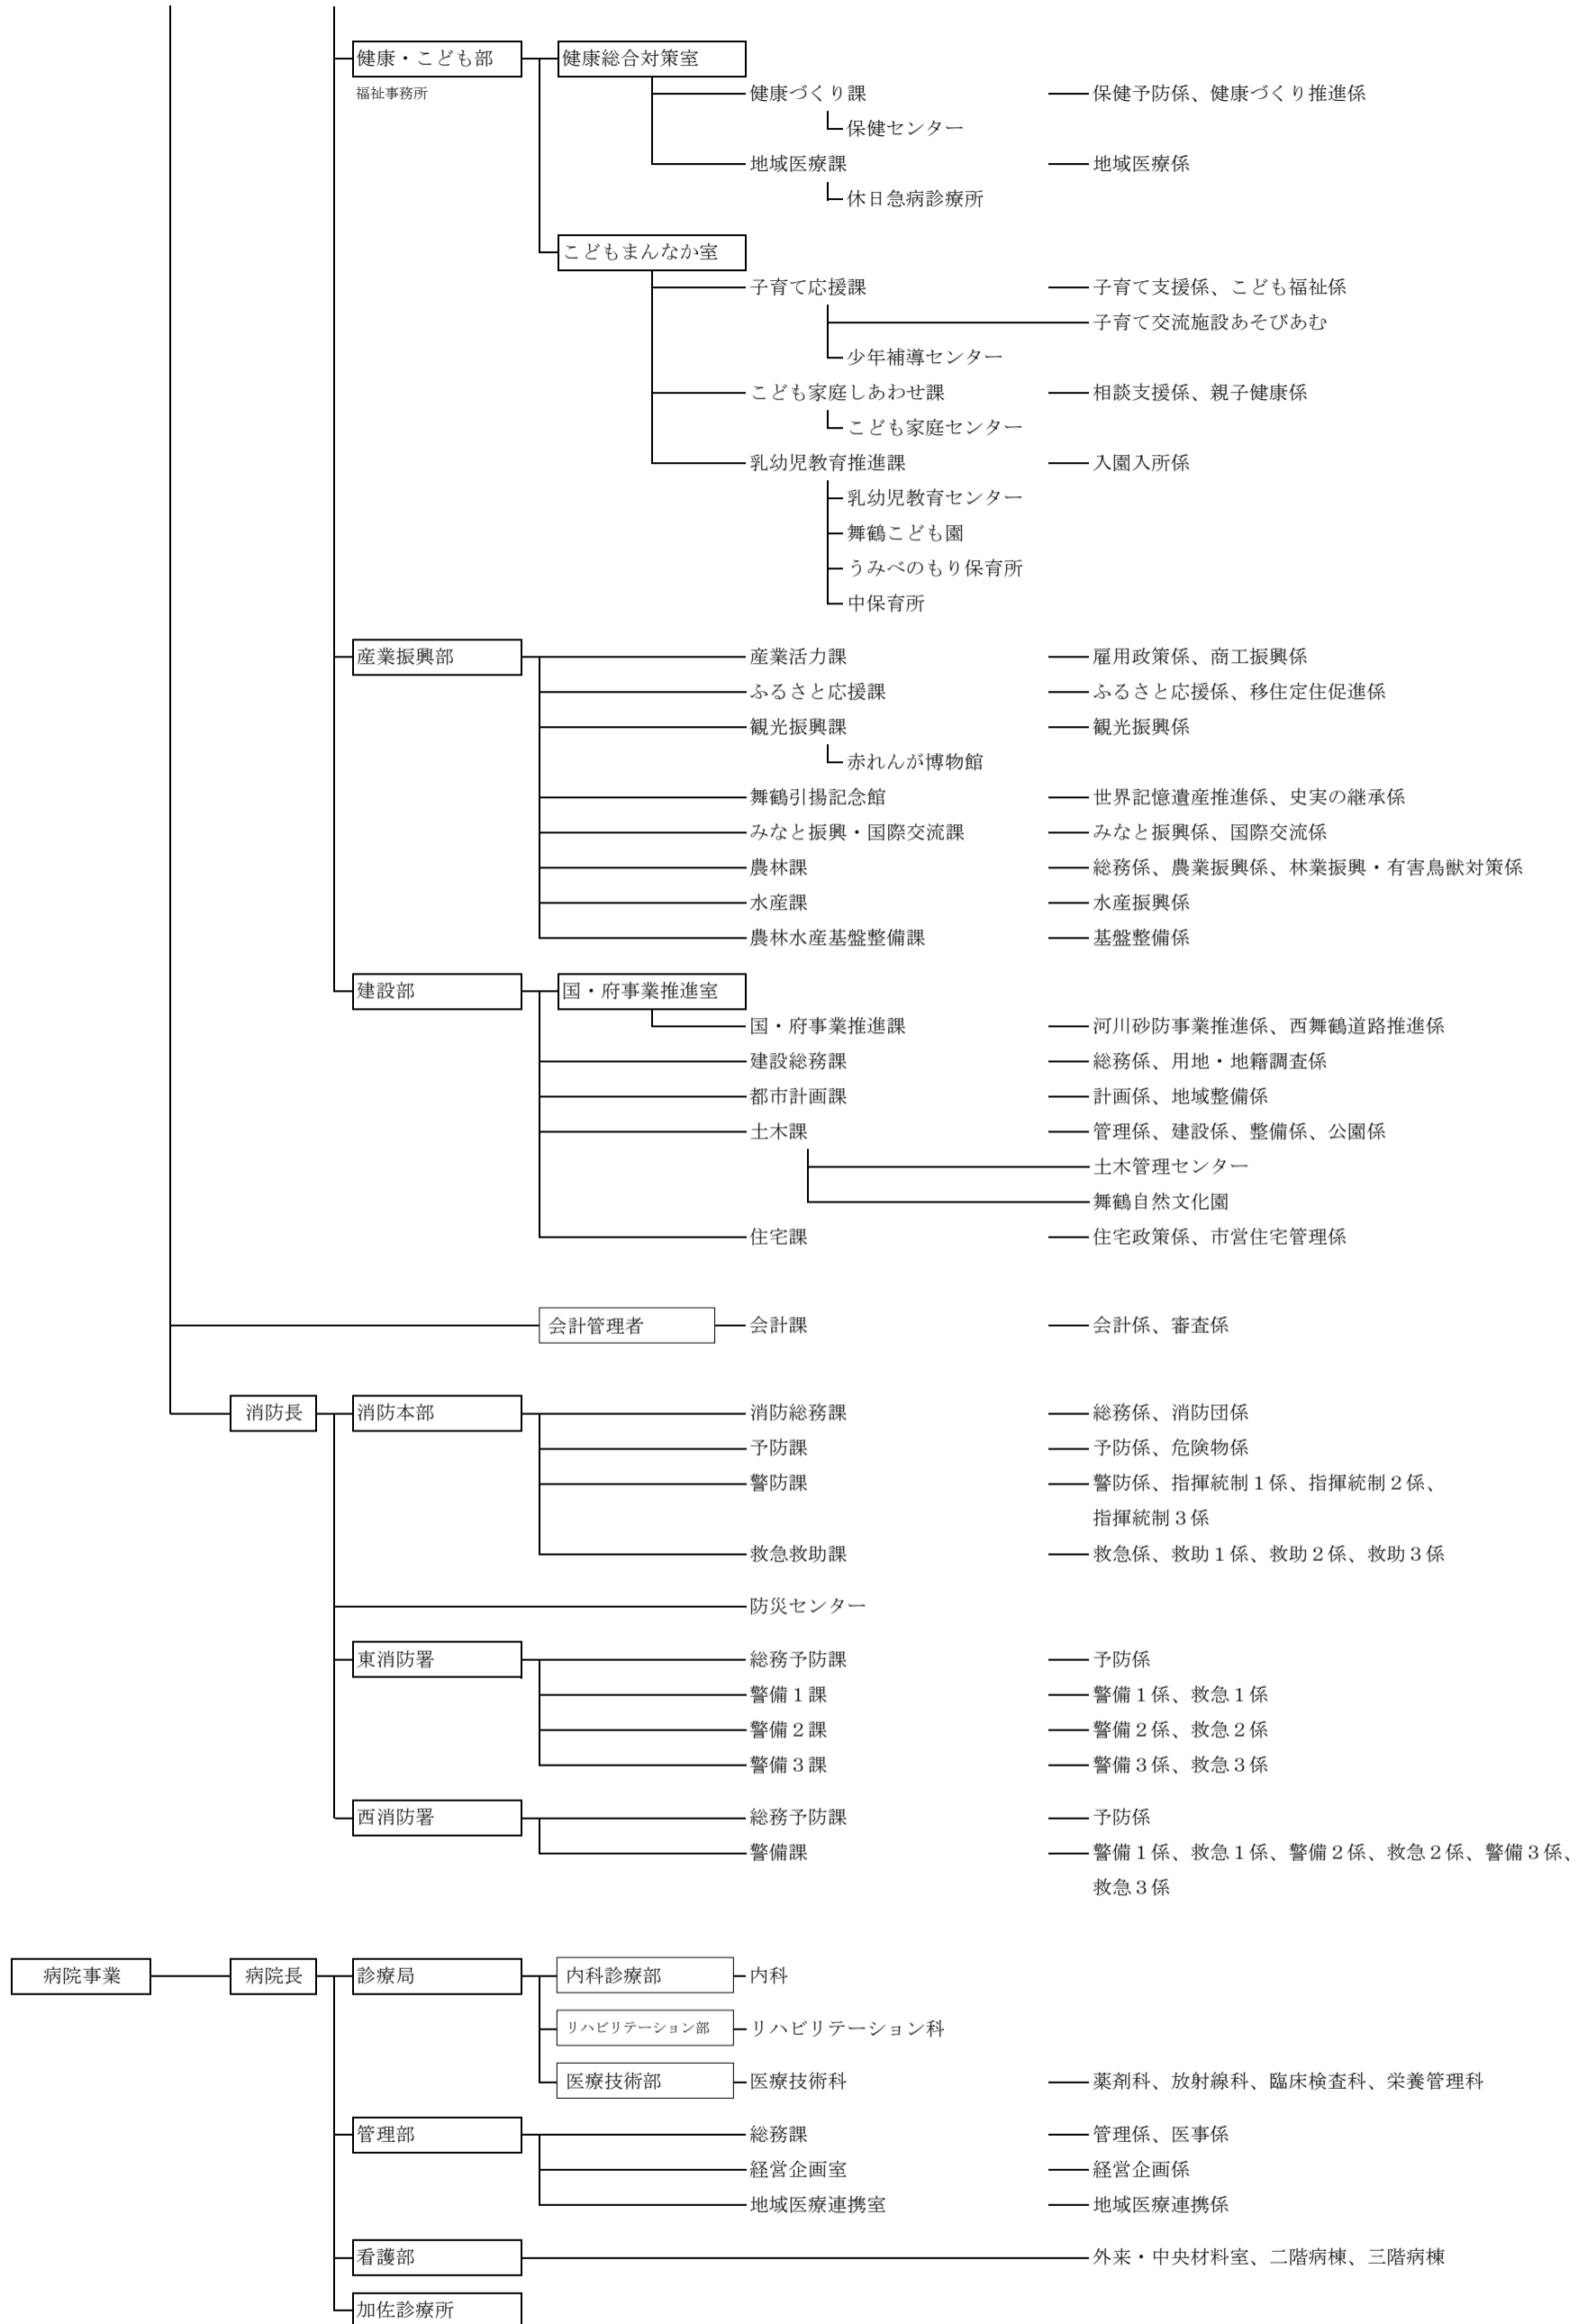 健康・こども部 健康総合対策室
福祉事務所 健康づくり課 保健予防係、健康づくり推進係
保健センター
地域医療課 地域医療係
休日急病診療所
こどもまんなか室
子育て応援課 子育て支援係、こども福祉係
子育て交流施設あそびあむ
少年補導センター
こども家庭しあわせ課 相談支援係、親子健康係
こども家庭センター
乳幼児教育推進課 入園入所係
乳幼児教育センター
舞鶴こども園
うみべのもり保育所
中保育所
産業振興部 産業活力課 雇用政策係、商工振興係
ふるさと応援課 ふるさと応援係、移住定住促進係
観光振興課 観光振興係
赤れんが博物館
舞鶴引揚記念館 世界記憶遺産推進係、史実の継承係
みなと振興・国際交流課 みなと振興係、国際交流係
農林課 総務係、農業振興係、林業振興・有害鳥獣対策係
水産課 水産振興係
農林水産基盤整備課 基盤整備係
建設部 国・府事業推進室
国・府事業推進課 河川砂防事業推進係、西舞鶴道路推進係
建設総務課 総務係、用地・地籍調査係
都市計画課 計画係、地域整備係
土木課 管理係、建設係、整備係、公園係
土木管理センター
舞鶴自然文化園
住宅課 住宅政策係、市営住宅管理係
会計管理者 会計課 会計係、審査係
消防長 消防本部 消防総務課 総務係、消防団係
予防課 予防係、危険物係
警防課 警防係、指揮統制１係、指揮統制２係、
指揮統制３係
救急救助課 救急係、救助１係、救助２係、救助３係
防災センター
東消防署 総務予防課 予防係
警備１課 警備１係、救急１係
警備２課 警備２係、救急２係
警備３課 警備３係、救急３係
西消防署 総務予防課 予防係
警備課 警備１係、救急１係、警備２係、救急２係、警備３係、
救急３係
病院事業 病院長 診療局 内科診療部 内科
リハビリテーション部 リハビリテーション科
医療技術部 医療技術科 薬剤科、放射線科、臨床検査科、栄養管理科
管理部 総務課 管理係、医事係
経営企画室 経営企画係
地域医療連携室 地域医療連携係
看護部 外来・中央材料室、二階病棟、三階病棟
加佐診療所